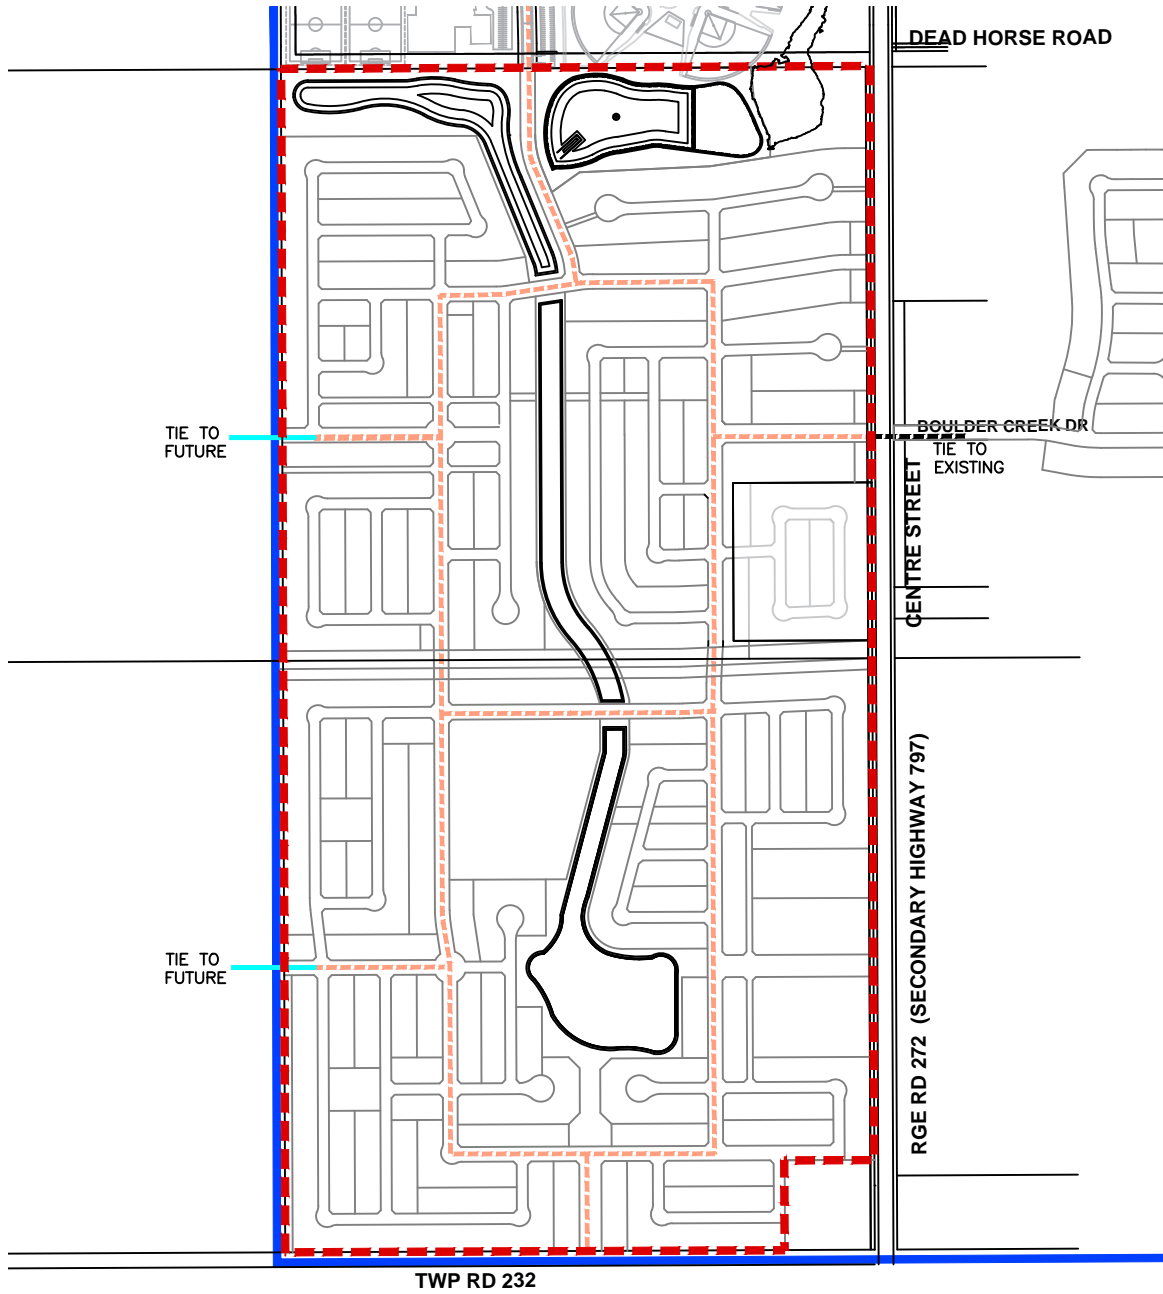 DEAD HORSE ROAD
TIE TO
FUTURE
BOULDER CREEK DR
TIE TO
EXISTING
CENTRE STREET
RGE RD 272 (SECONDARY HIGHWAY 797)
TIE TO
FUTURE
TWP RD 232